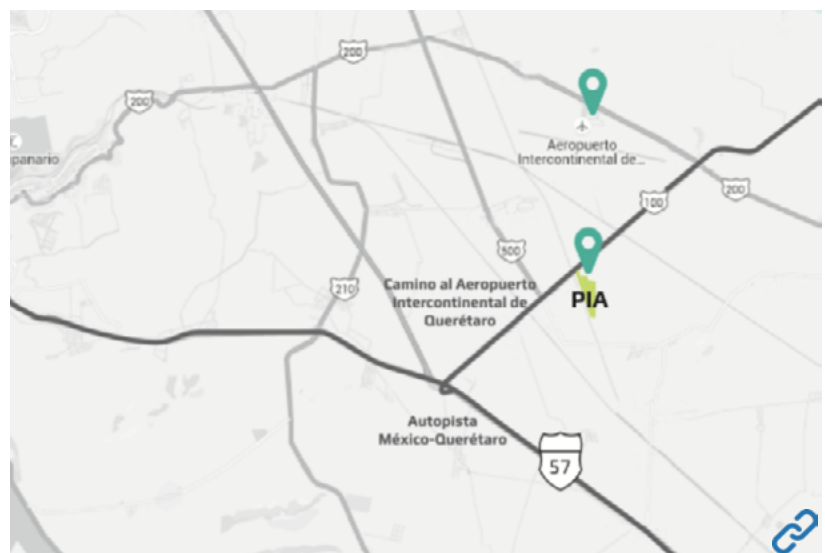 200
200
panario
Aeropuerto
Intercontinental de...
200
100
500
210
Camino al Aeropuerto
Intercontinental de
Querétaro
PIA
Autopista
México-Querétaro
57